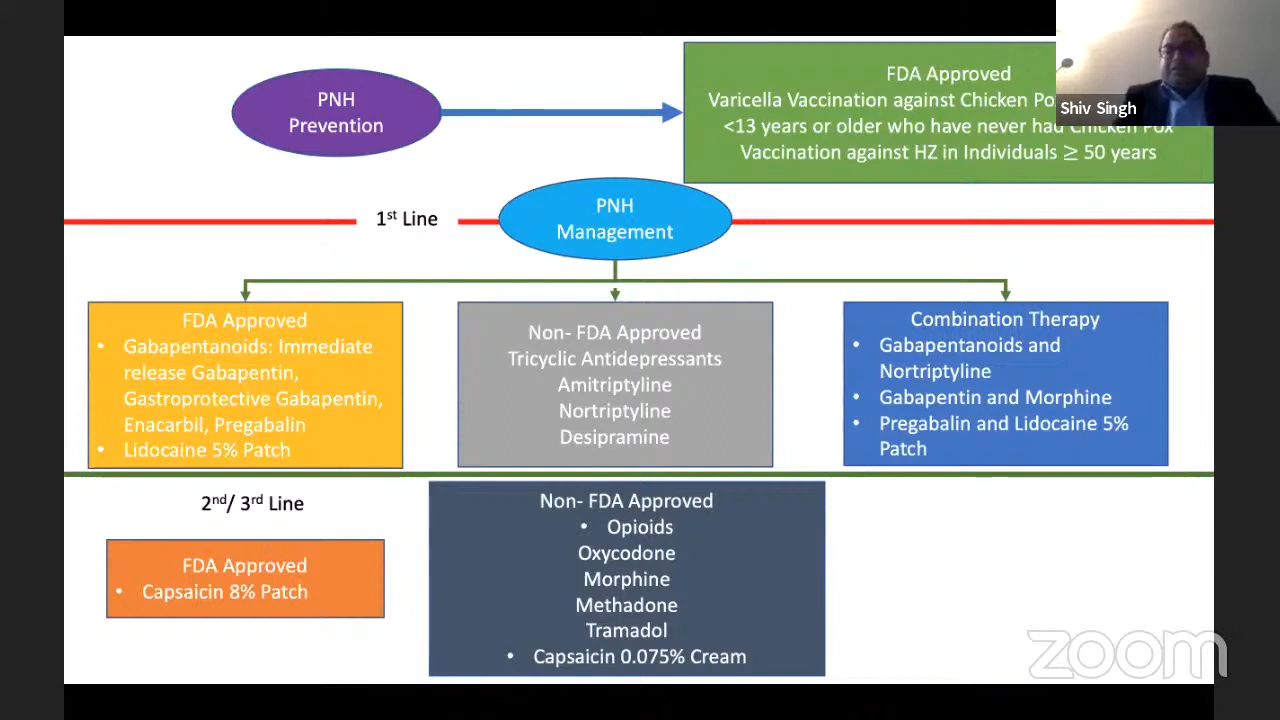 PNH
Prevention
FDA Approved
Varicella Vaccination against Chicken
<13 years or older who have never had Chicken Pox
Vaccination against HZ in Individuals ≥ 50 years
Shiv Singh
1st Line
PNH
Management
FDA Approved
• Gabapentanoids: Immediate
release Gabapentin,
Gastroprotective Gabapentin,
Enacarbil, Pregabalin
• Lidocaine 5% Patch
Non- FDA Approved
Tricyclic Antidepressants
Amitriptyline
Nortriptyline
Desipramine
Combination Therapy
• Gabapentanoids and
Nortriptyline
• Gabapentin and Morphine
• Pregabalin and Lidocaine 5%
Patch
2nd/ 3rd Line
FDA Approved
• Capsaicin 8% Patch
Non- FDA Approved
• Opioids
Oxycodone
Morphine
Methadone
Tramadol
• Capsaicin 0.075% Cream
zoom